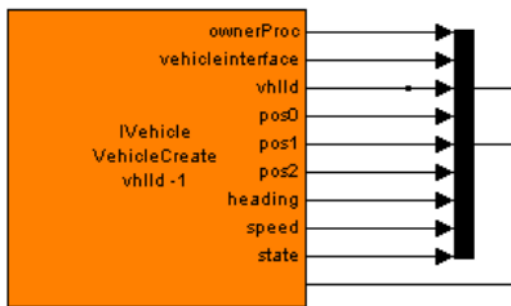 ownerProc
vehicleinterface
vhlId
pos0
pos1
pos2
heading
speed
state
IVehicle
VehicleCreate
vhlId -1